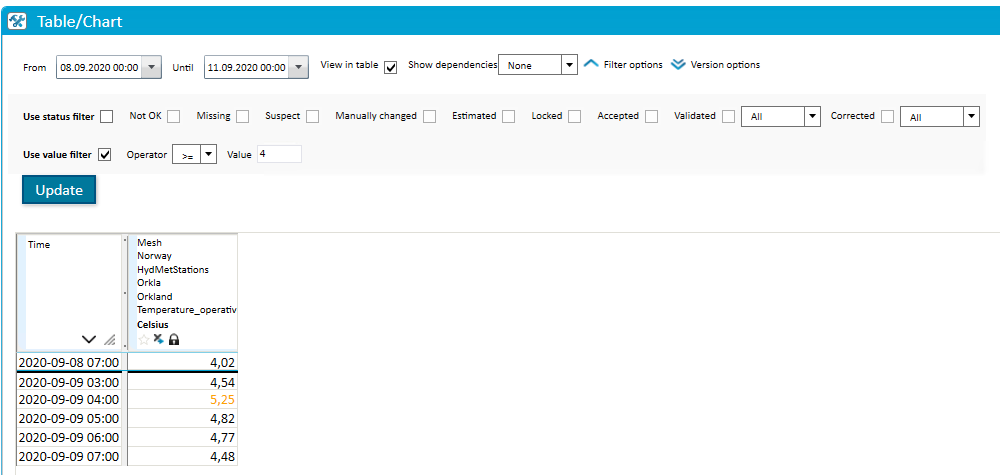 Table/Chart
From 08.09.2020 00:00 Until 11.09.2020 00:00 View in table Show dependencies None Filter options Version options
Use status filter Not OK Missing Suspect Manually changed Estimated Locked Accepted Validated All Corrected All
Use value filter Operator >= Value 4
Update
Time
Mesh
Norway
HydMetStations
Orkla
Orkland
Temperature_operativ
Celsius
2020-09-08 07:00 4,02
2020-09-09 03:00 4,54
2020-09-09 04:00 5,25
2020-09-09 05:00 4,82
2020-09-09 06:00 4,77
2020-09-09 07:00 4,48